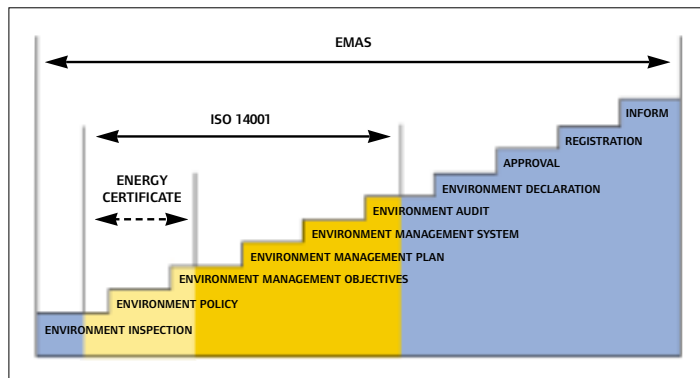 EMAS
ISO 14001
ENERGY
CERTIFICATE
INFORM
REGISTRATION
APPROVAL
ENVIRONMENT DECLARATION
ENVIRONMENT AUDIT
ENVIRONMENT MANAGEMENT SYSTEM
ENVIRONMENT MANAGEMENT PLAN
ENVIRONMENT MANAGEMENT OBJECTIVES
ENVIRONMENT POLICY
ENVIRONMENT INSPECTION